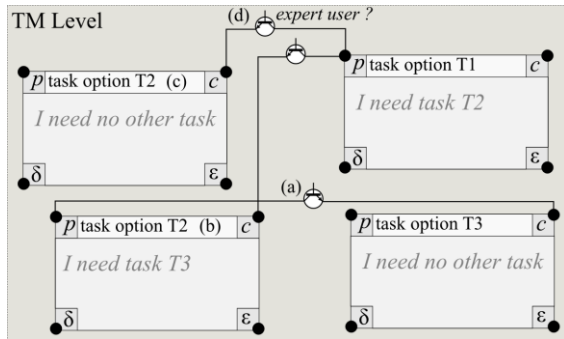 TM Level
(d) expert user ?
p task option T2 (c) c
I need no other task
δ ε
p task option T1 c
I need task T2
δ ε
(a)
p task option T2 (b) c
I need task T3
δ ε
p task option T3 c
I need no other task
δ ε